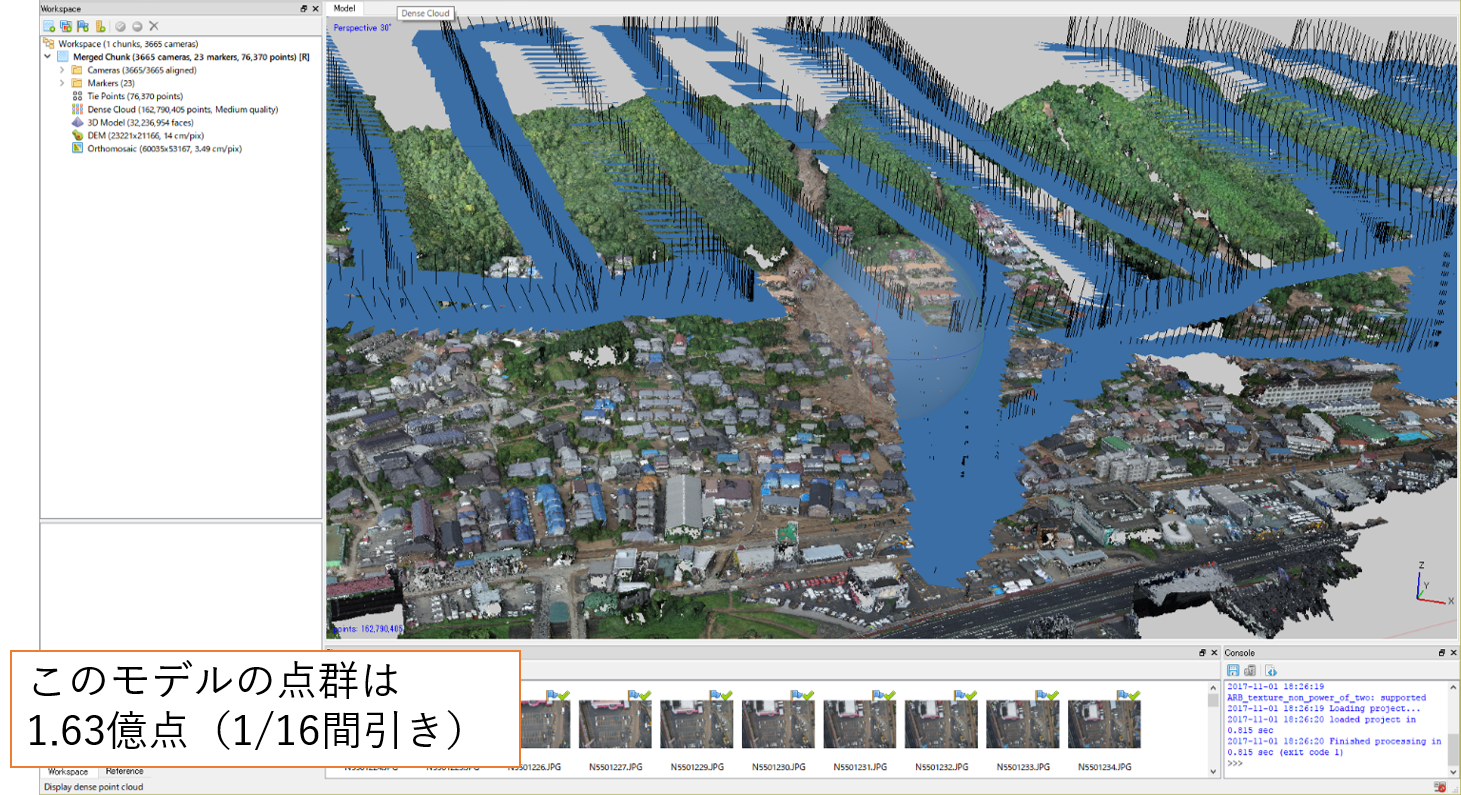 Workspace
Workspace (1 chunks, 3665 cameras)
Merged Chunk (3665 cameras, 23 markers, 76,370 points) [R]
Cameras (3665/3665 aligned)
Markers (23)
Tie Points (76,370 points)
Dense Cloud (162,790,405 points, Medium quality)
3D Model (32,236,954 faces)
DEM (23221x21166, 14 cm/pix)
Orthomosaic (60035x53167, 3.49 cm/pix)
Model
Dense Cloud
Perspective 30°
Z
Y
X
points: 162,790,405
このモデルの点群は
1.63億点（1/16間引き）
N5501226.JPG
N5501227.JPG
N5501229.JPG
N5501230.JPG
N5501231.JPG
N5501232.JPG
N5501233.JPG
N5501234.JPG
Console
2017-11-01 18:26:19
ARB_texture_non_power_of_two: supported
2017-11-01 18:26:19 Loading project...
2017-11-01 18:26:20 loaded project in
0.815 sec
2017-11-01 18:26:20 Finished processing in
0.815 sec (exit code 1)
>>>
Workspace
Reference
Display dense point cloud